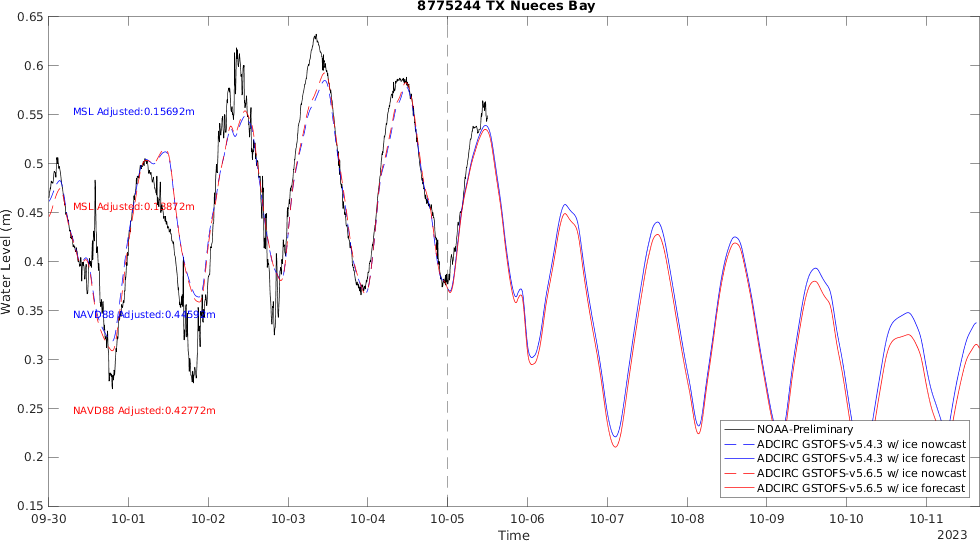 8775244 TX Nueces Bay
0.65
0.6
0.55
0.5
0.45
0.4
0.35
0.3
0.25
0.2
0.15
Water Level (m)
MSL Adjusted:0.15692m
MSL Adjusted:0.13872m
NAVD88 Adjusted:0.44591m
NAVD88 Adjusted:0.42772m
NOAA-Preliminary
ADCIRC GSTOFS-v5.4.3 w/ ice nowcast
ADCIRC GSTOFS-v5.4.3 w/ ice forecast
ADCIRC GSTOFS-v5.6.5 w/ ice nowcast
ADCIRC GSTOFS-v5.6.5 w/ ice forecast
09-30 10-01 10-02 10-03 10-04 10-05 10-06 10-07 10-08 10-09 10-10 10-11
Time
2023